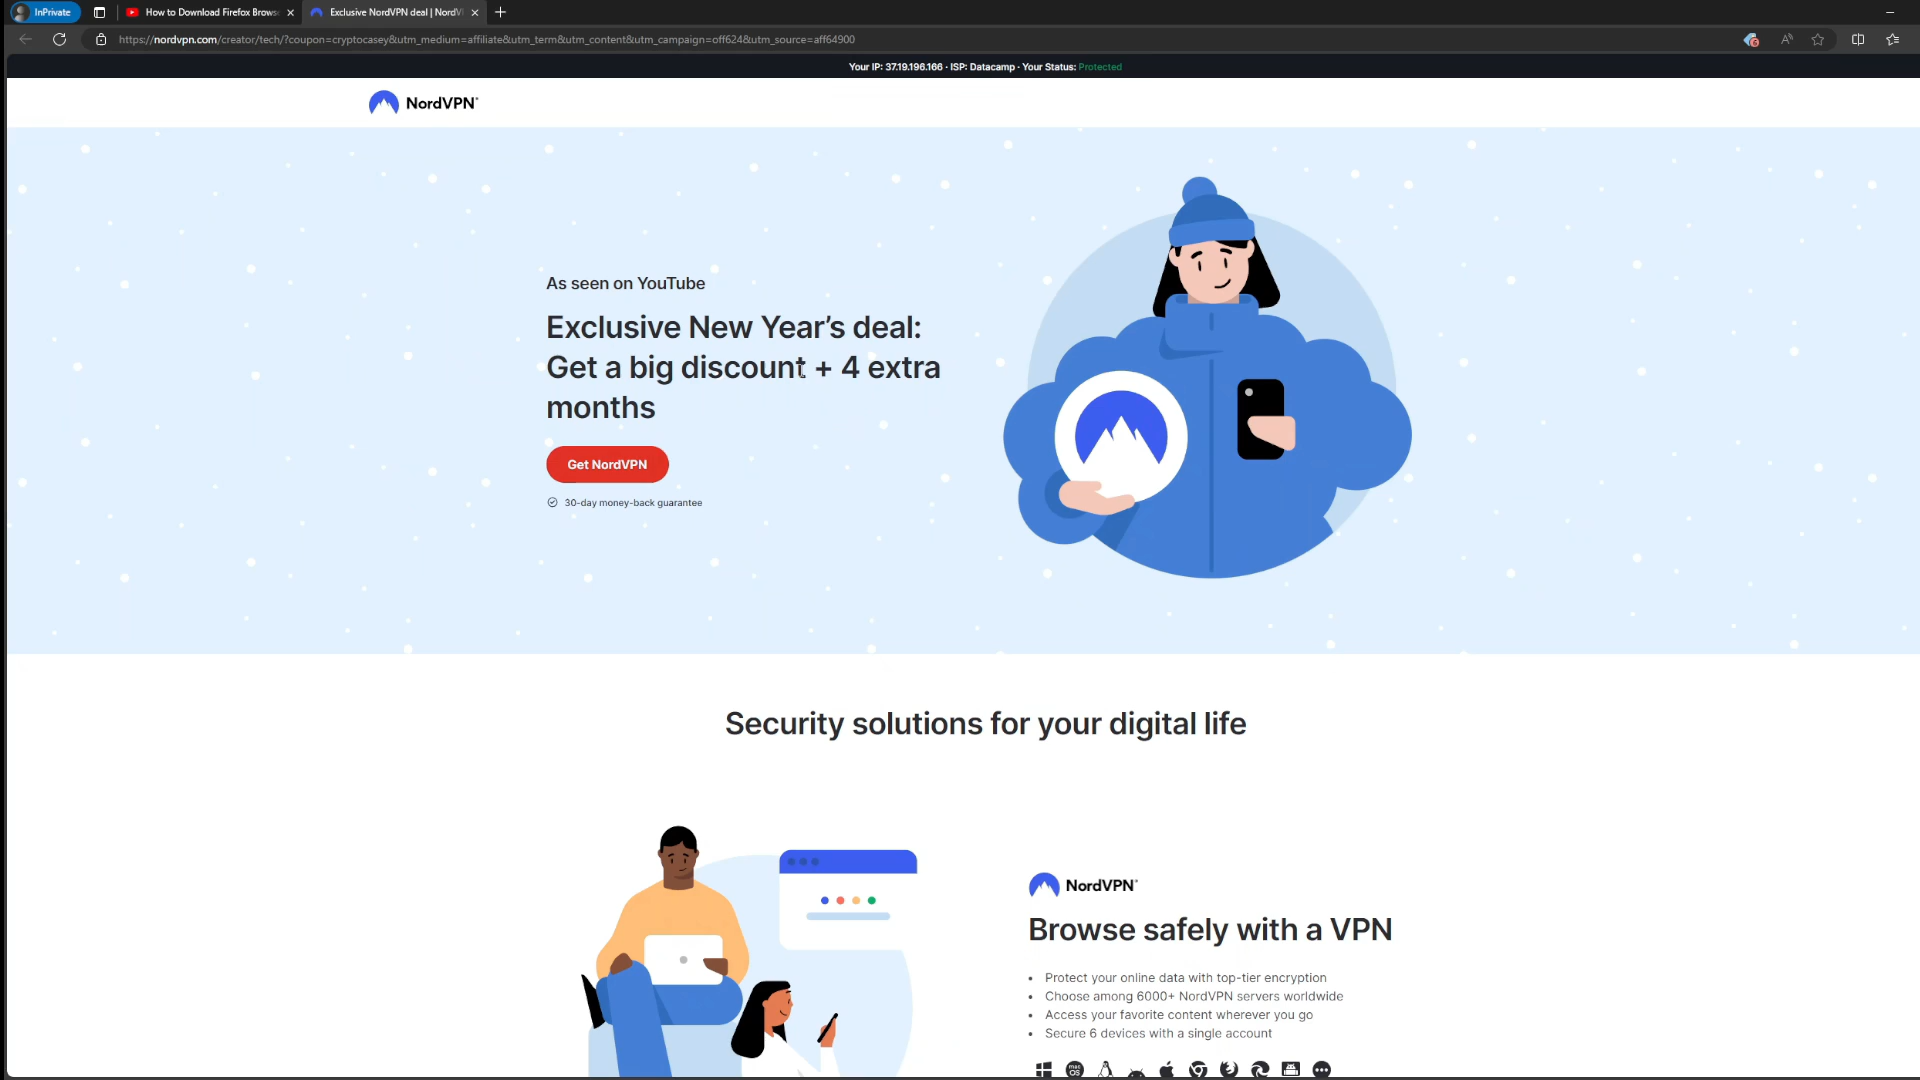 InPrivate
How to Download Firefox Brows
Exclusive NordVPN deal | NordV
https://nordvpn.com/creator/tech/?coupon=cryptocasey&utm_medium=affiliate&utm_term&utm_content&utm_campaign=off624&utm_source=aff64900
Your IP: 37.19.196.166 · ISP: Datacamp · Your Status: Protected
NordVPN®
As seen on YouTube
Exclusive New Year's deal:
Get a big discount + 4 extra
months
Get NordVPN
30-day money-back guarantee
Security solutions for your digital life
NordVPN®
Browse safely with a VPN
• Protect your online data with top-tier encryption
• Choose among 6000+ NordVPN servers worldwide
• Access your favorite content wherever you go
• Secure 6 devices with a single account
mac
OS